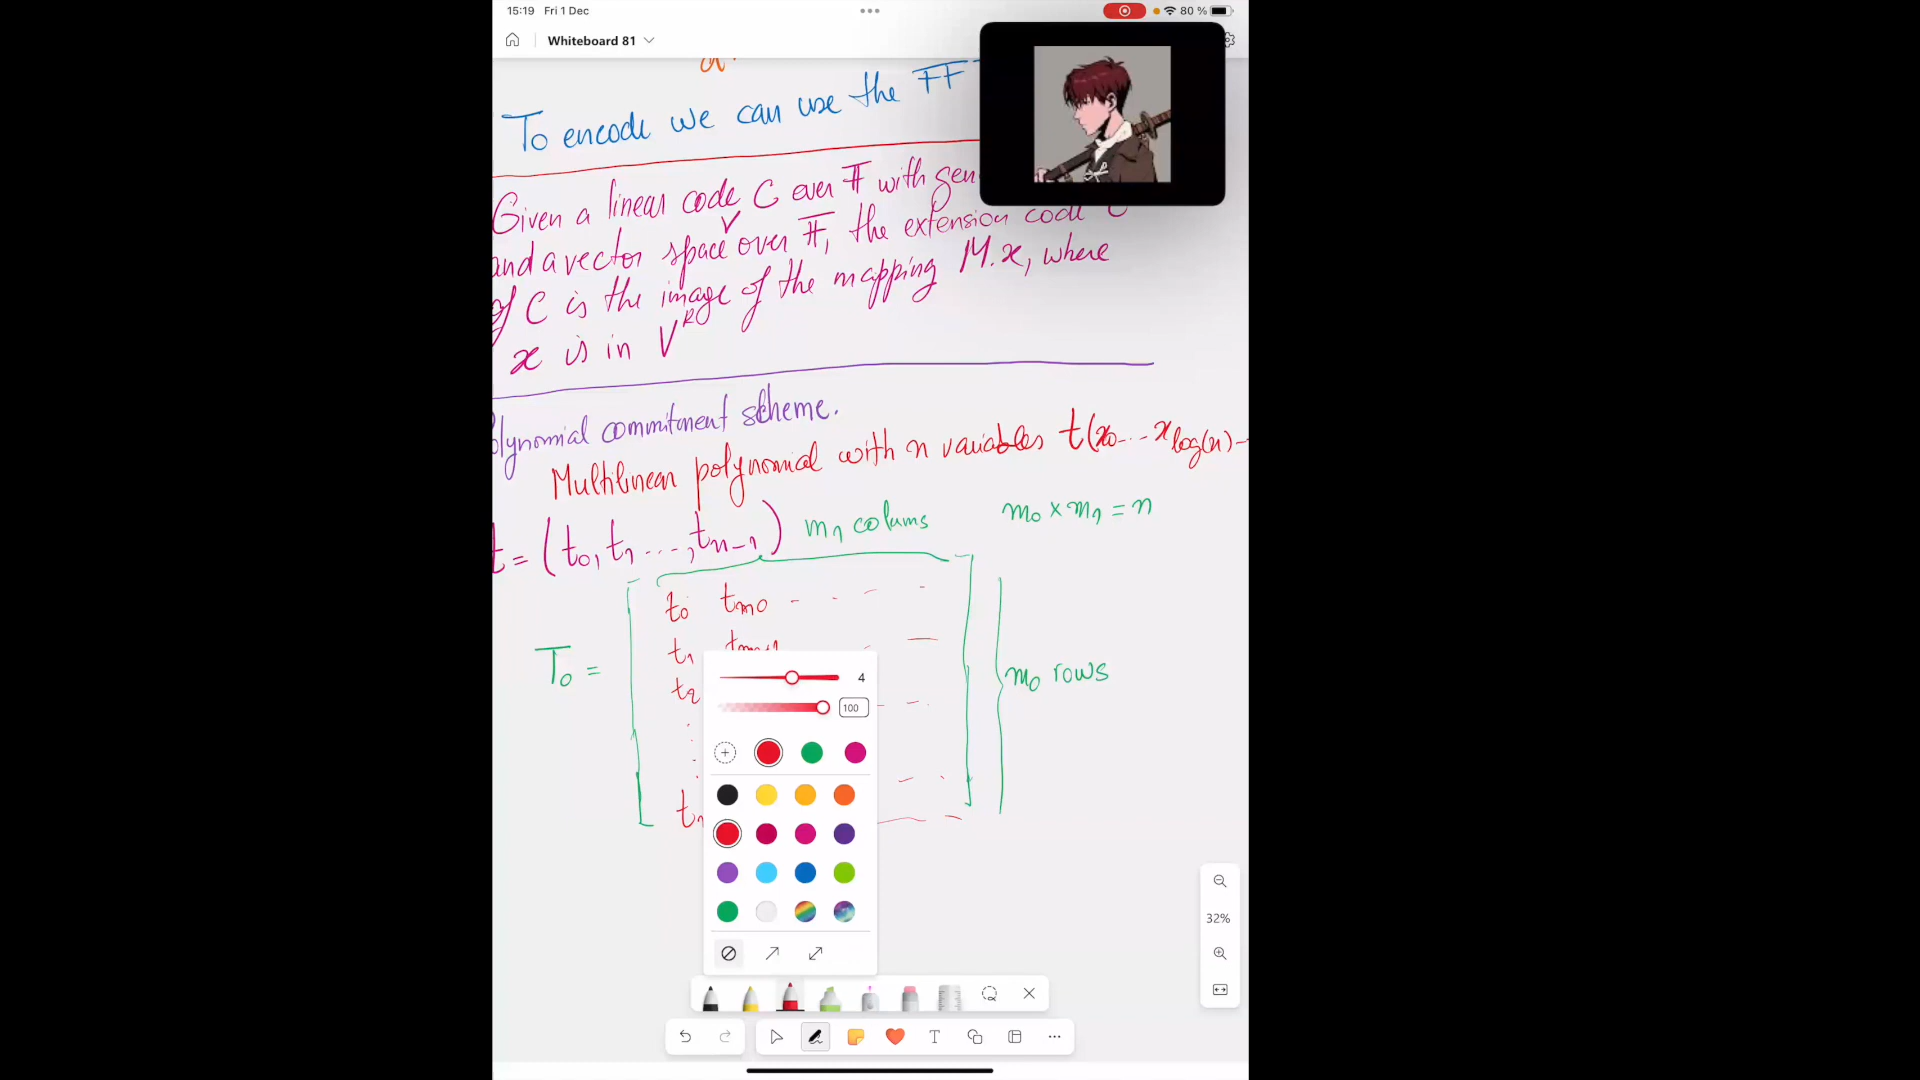 15:19 Fri 1 Dec
80 %
Whiteboard 81
To encode we can use the FF
Given a linear code C over F with gen
and a vector space V over F, the extension code C
of C is the image of the mapping M.x, where
x is in V^k
olynomial commitment scheme.
Multilinear polynomial with n variables t(x0...x log(n)-
t = (t0, t1 ..., tn-1)
m1 colums
m0 x m1 = n
t0 tm0
t1
T0 =
t2
m0 rows
4
100
32%
T